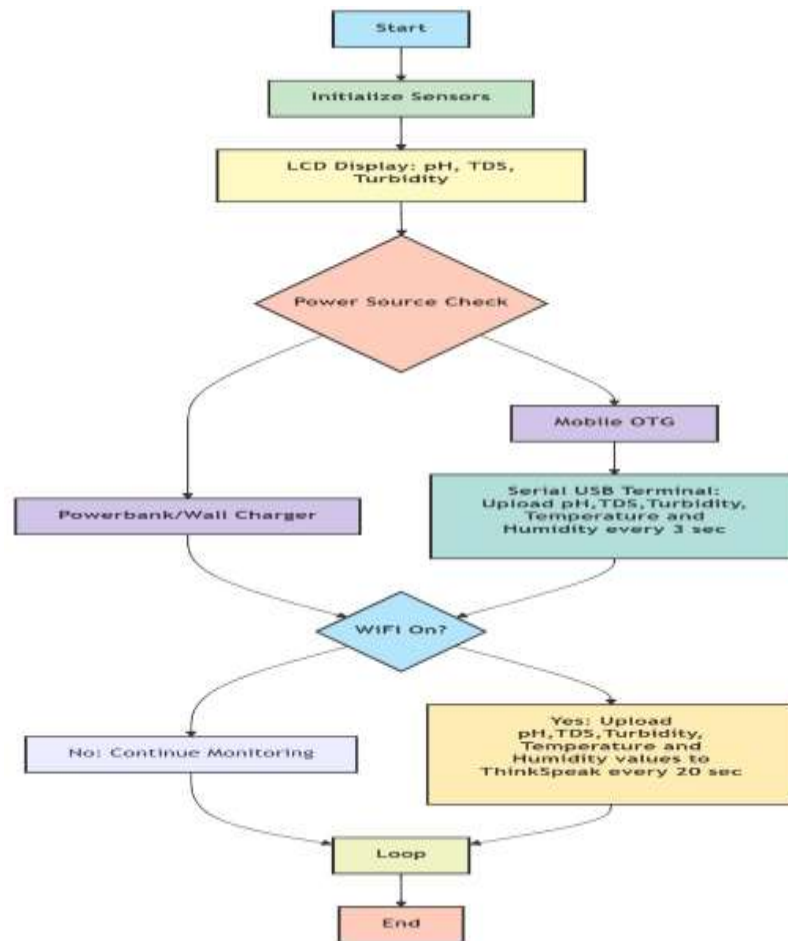 Start
Initialize Sensors
LCD Display: pH, TDS,
Turbidity
Power Source Check
Mobile OTG
Serial USB Terminal:
Upload pH,TDS,Turbidity,
Temperature and
Humidity every 3 sec
Powerbank/Wall Charger
WiFi On?
No: Continue Monitoring
Yes: Upload
pH,TDS,Turbidity,
Temperature and
Humidity values to
ThinkSpeak every 20 sec
Loop
End